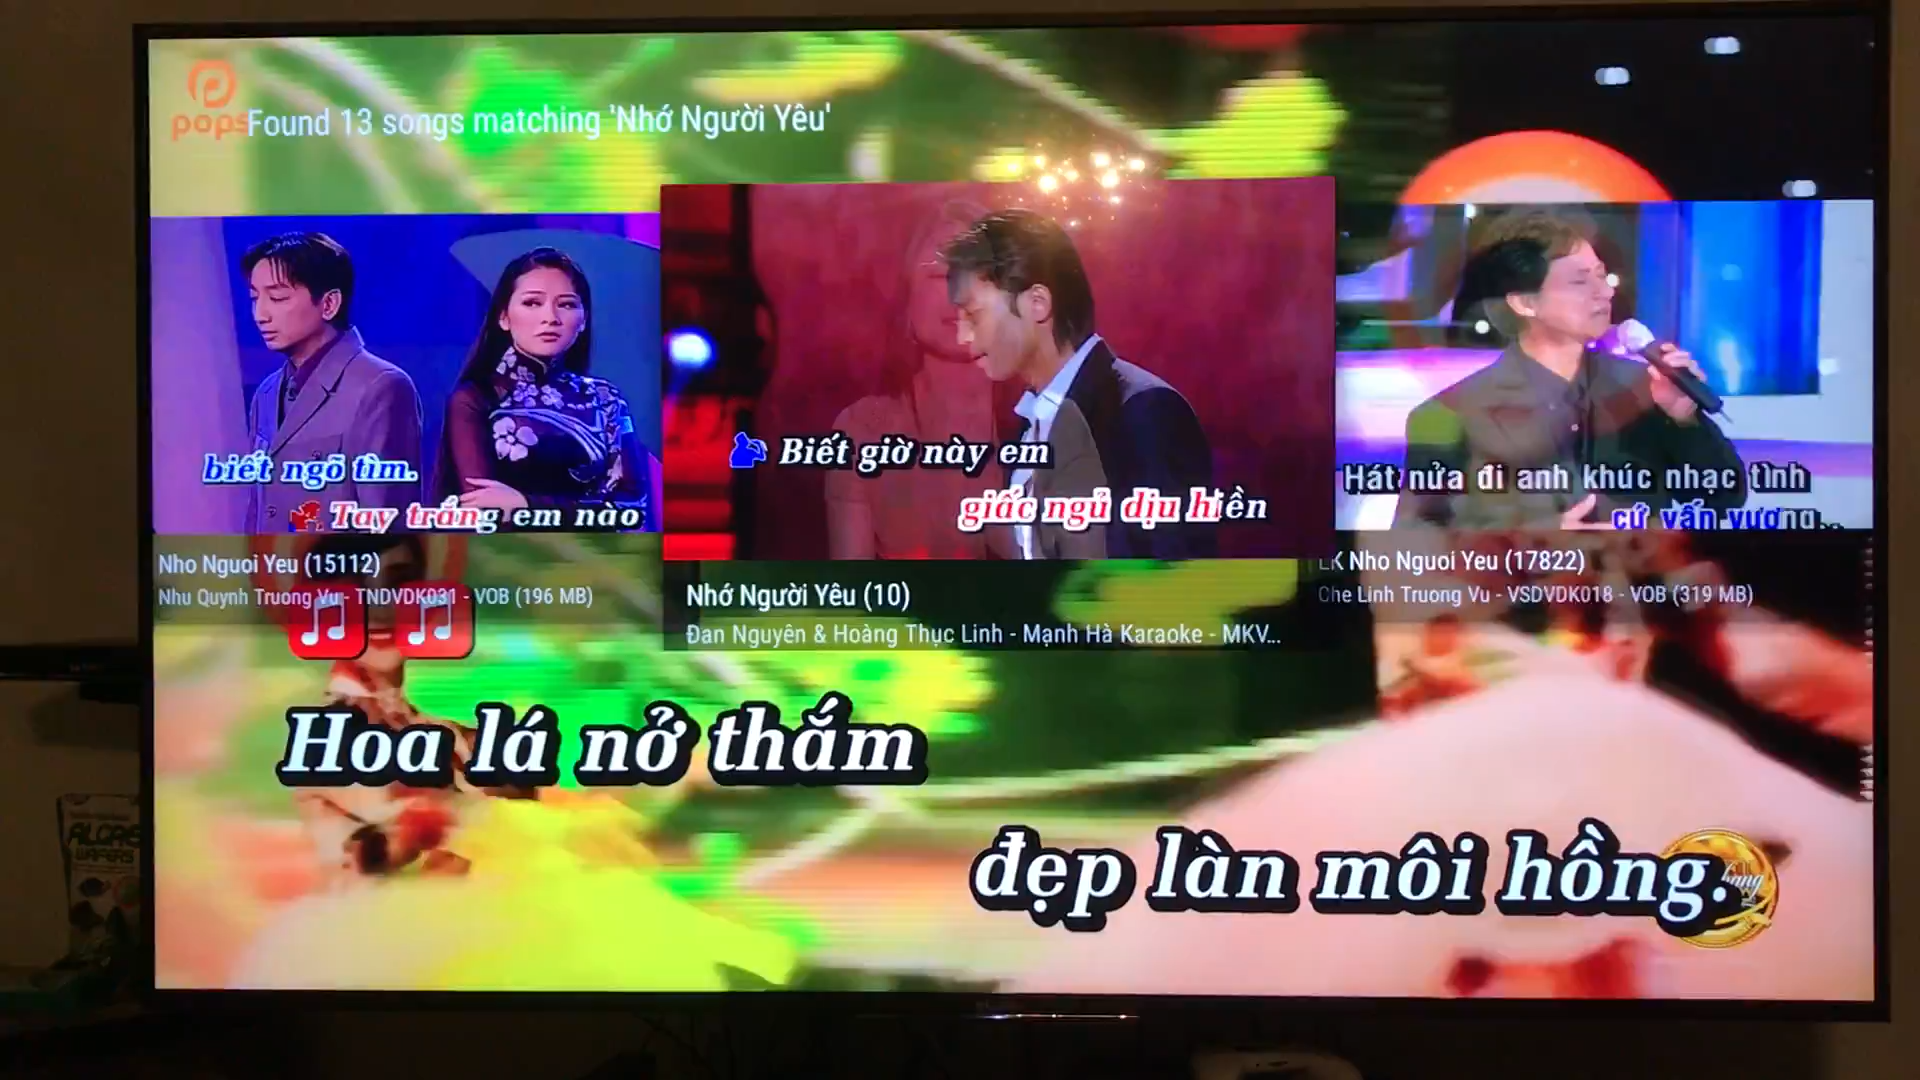 pops
Found 13 songs matching 'Nhớ Người Yêu'
biết ngõ tìm.
Tay trắng em nào
Nho Nguoi Yeu (15112)
Nhu Quynh Truong Vu - TNDVDK031 - VOB (196 MB)
Biết giờ này em
giấc ngủ dịu hiền
Nhớ Người Yêu (10)
Đan Nguyên & Hoàng Thục Linh - Mạnh Hà Karaoke - MKV...
Hát nửa đi anh khúc nhạc tình
cứ vấn vương...
LK Nho Nguoi Yeu (17822)
Che Linh Truong Vu - VSDVDK018 - VOB (319 MB)
Hoa lá nở thắm
đẹp làn môi hồng.
WAFERS